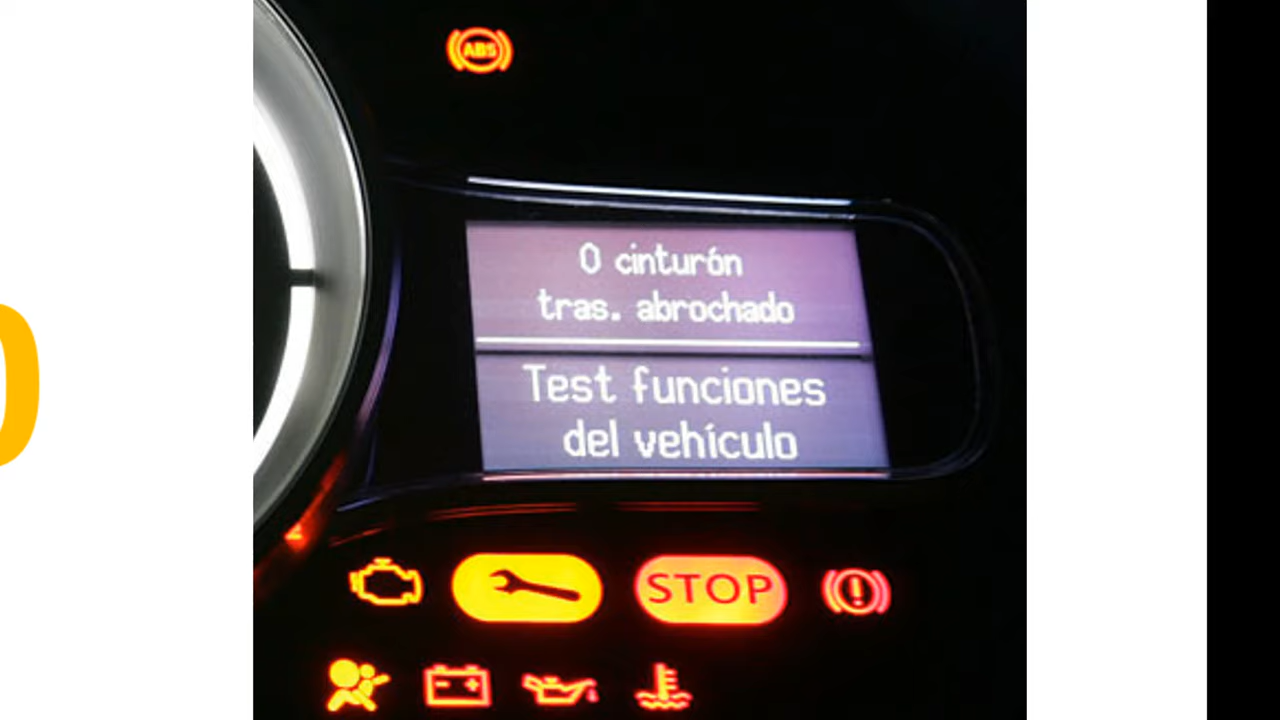 ABS
0 cinturón
tras. abrochado
Test funciones
del vehículo
STOP